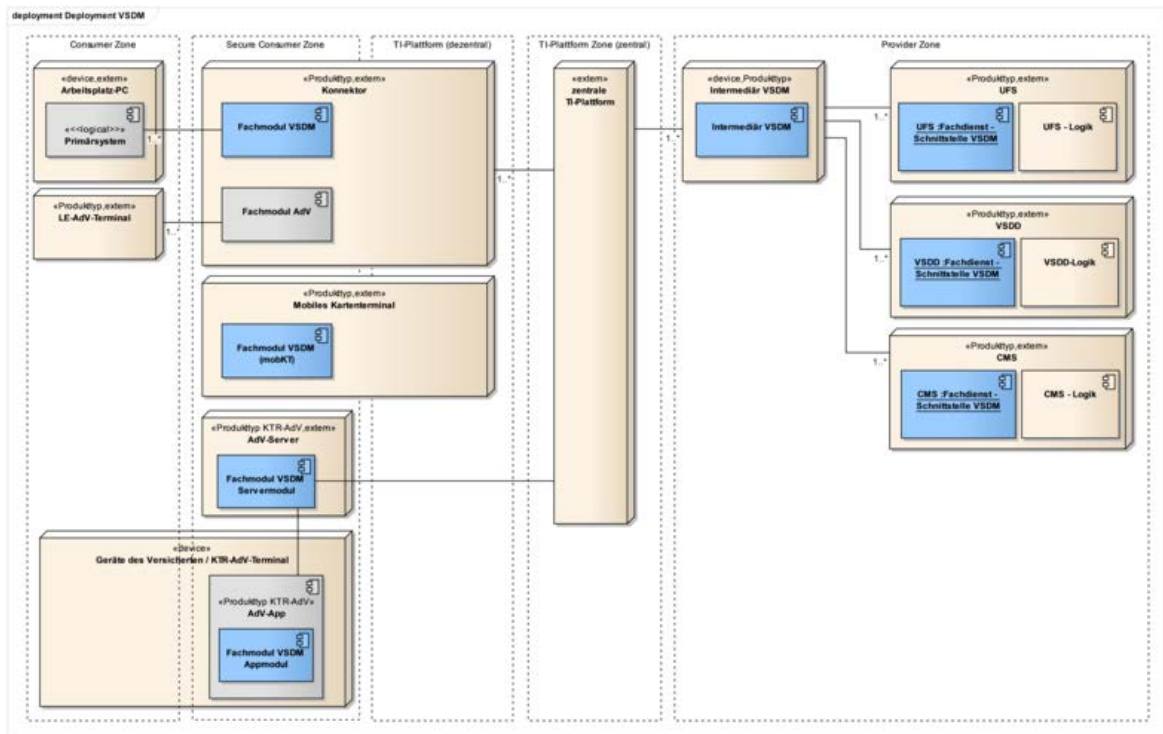 deployment Deployment VSDM
Consumer Zone
Secure Consumer Zone
TI-Plattform (dezentral)
TI-Plattform Zone (zentral)
Provider Zone
«device,extern»
Arbeitsplatz-PC
«<<logical>>»
Primärsystem
1..*
«Produkttyp,extern»
LE-AdV-Terminal
1..*
«Produkttyp,extern»
Konnektor
Fachmodul VSDM
Fachmodul AdV
1..*
«Produkttyp,extern»
Mobiles Kartenterminal
Fachmodul VSDM
(mobKT)
«Produkttyp KTR-AdV,extern»
AdV-Server
Fachmodul VSDM
Servermodul
«device»
Geräte des Versicherten / KTR-AdV-Terminal
«Produkttyp KTR-AdV»
AdV-App
Fachmodul VSDM
Appmodul
«extern»
zentrale
TI-Plattform
1..*
«device,Produkttyp»
Intermediär VSDM
Intermediär VSDM
«Produkttyp,extern»
UFS
1..*
UFS :Fachdienst -
Schnittstelle VSDM
UFS - Logik
«Produkttyp,extern»
VSDD
1..*
VSDD :Fachdienst -
Schnittstelle VSDM
VSDD-Logik
«Produkttyp,extern»
CMS
1..*
CMS :Fachdienst -
Schnittstelle VSDM
CMS - Logik